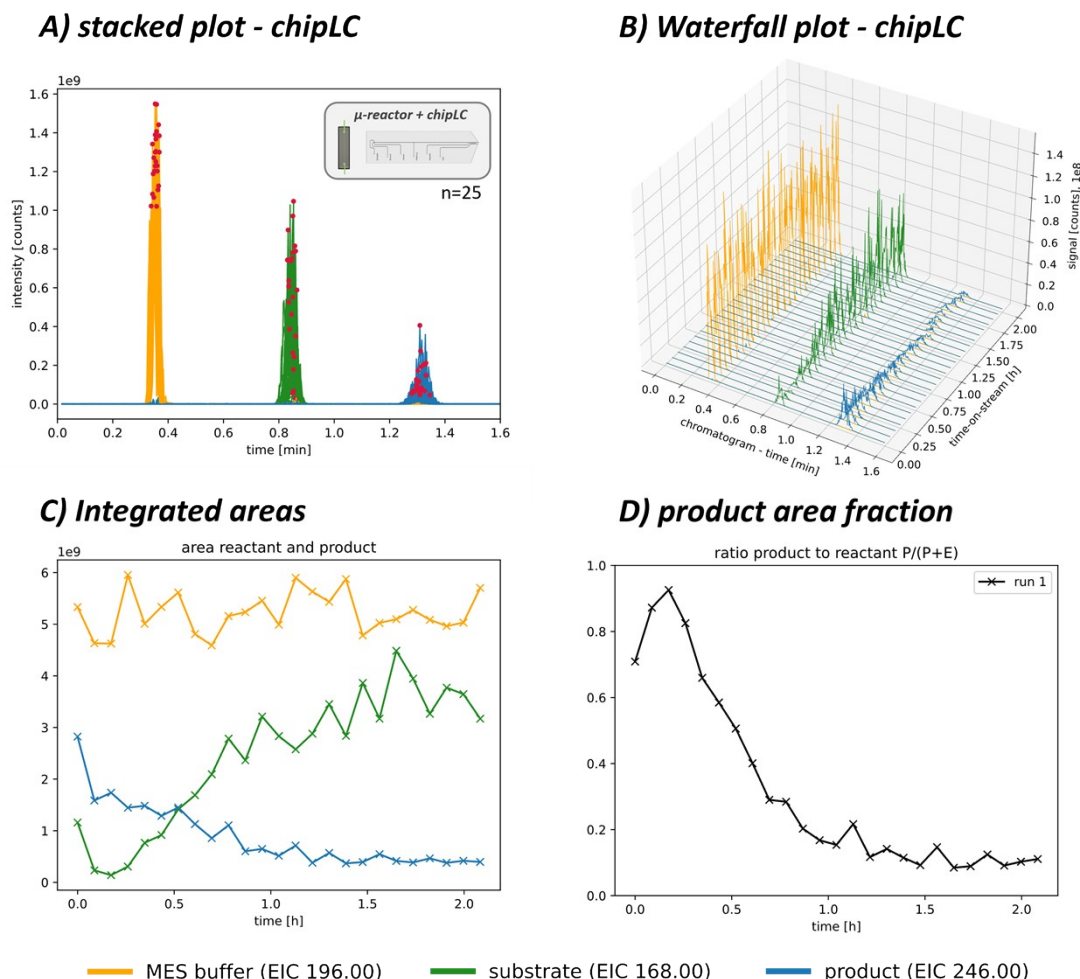 A) stacked plot - chipLC
B) Waterfall plot - chipLC
1e9
1.6
1.4
1.2
1.0
0.8
0.6
0.4
0.2
0.0
intensity [counts]
µ-reactor + chipLC
n=25
0.0 0.2 0.4 0.6 0.8 1.0 1.2 1.4 1.6
time [min]
1.4
1.2
1.0
0.8
0.6
0.4
0.2
0.0
signal [counts], 1e8
0.0 0.2 0.4 0.6 0.8 1.0 1.2 1.4 1.6
chromatogram - time [min]
0.00 0.25 0.50 0.75 1.00 1.25 1.50 1.75 2.00
time-on-stream [h]
C) Integrated areas
D) product area fraction
1e9
area reactant and product
6
5
4
3
2
1
0
0.0 0.5 1.0 1.5 2.0
time [h]
ratio product to reactant P/(P+E)
run 1
1.0
0.8
0.6
0.4
0.2
0.0
0.0 0.5 1.0 1.5 2.0
time [h]
MES buffer (EIC 196.00) substrate (EIC 168.00) product (EIC 246.00)